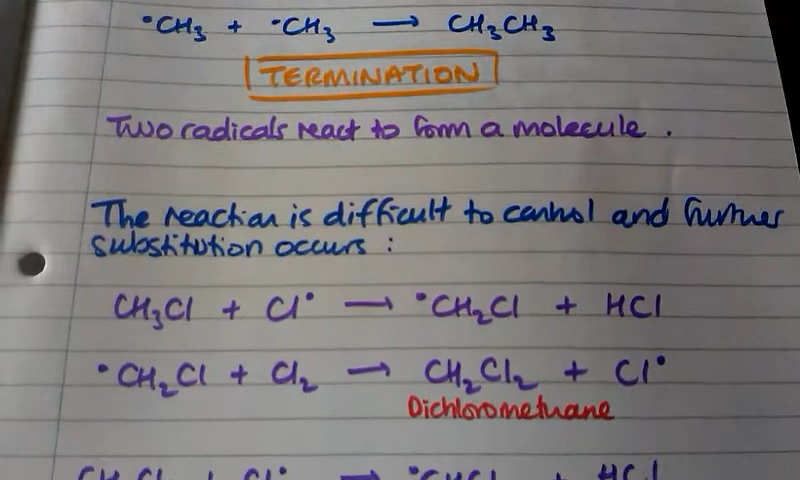 •CH₃ + •CH₃ → CH₃CH₃
TERMINATION
Two radicals react to form a molecule.
The reaction is difficult to control and further
substitution occurs :
CH₃Cl + Cl• → •CH₂Cl + HCl
•CH₂Cl + Cl₂ → CH₂Cl₂ + Cl•
Dichloromethane